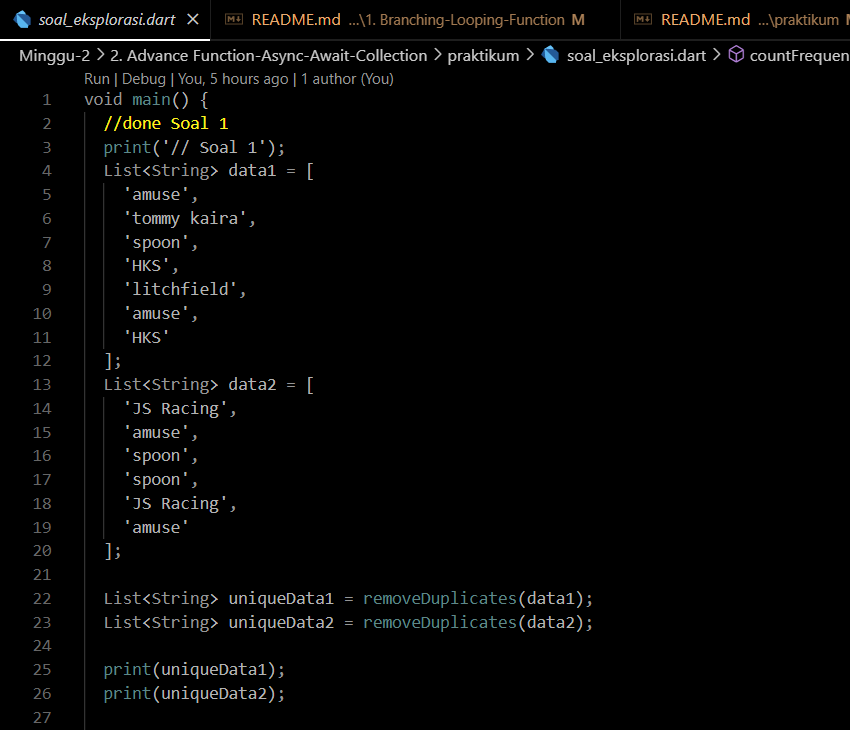 soal_eksplorasi.dart × README.md ...\1. Branching-Looping-Function M README.md ...\praktikum M
Minggu-2 > 2. Advance Function-Async-Await-Collection > praktikum > soal_eksplorasi.dart > countFrequen
Run | Debug | You, 5 hours ago | 1 author (You)
1 void main() {
2 //done Soal 1
3 print('// Soal 1');
4 List<String> data1 = [
5 'amuse',
6 'tommy kaira',
7 'spoon',
8 'HKS',
9 'litchfield',
10 'amuse',
11 'HKS'
12 ];
13 List<String> data2 = [
14 'JS Racing',
15 'amuse',
16 'spoon',
17 'spoon',
18 'JS Racing',
19 'amuse'
20 ];
21
22 List<String> uniqueData1 = removeDuplicates(data1);
23 List<String> uniqueData2 = removeDuplicates(data2);
24
25 print(uniqueData1);
26 print(uniqueData2);
27